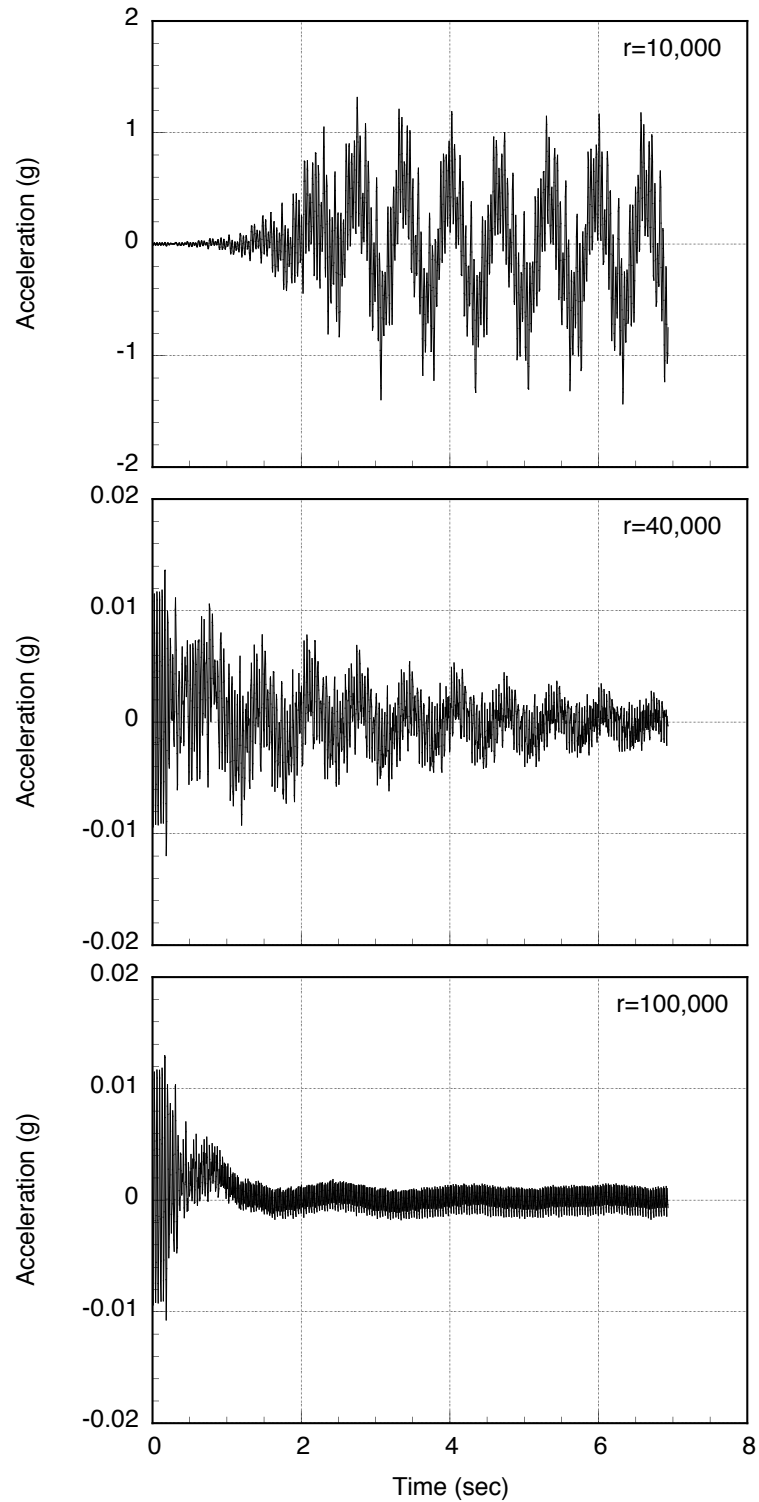 2
r=10,000
1
Acceleration (g)
0
-1
-2
0.02
r=40,000
0.01
Acceleration (g)
0
-0.01
-0.02
0.02
r=100,000
0.01
Acceleration (g)
0
-0.01
-0.02
0 2 4 6 8
Time (sec)